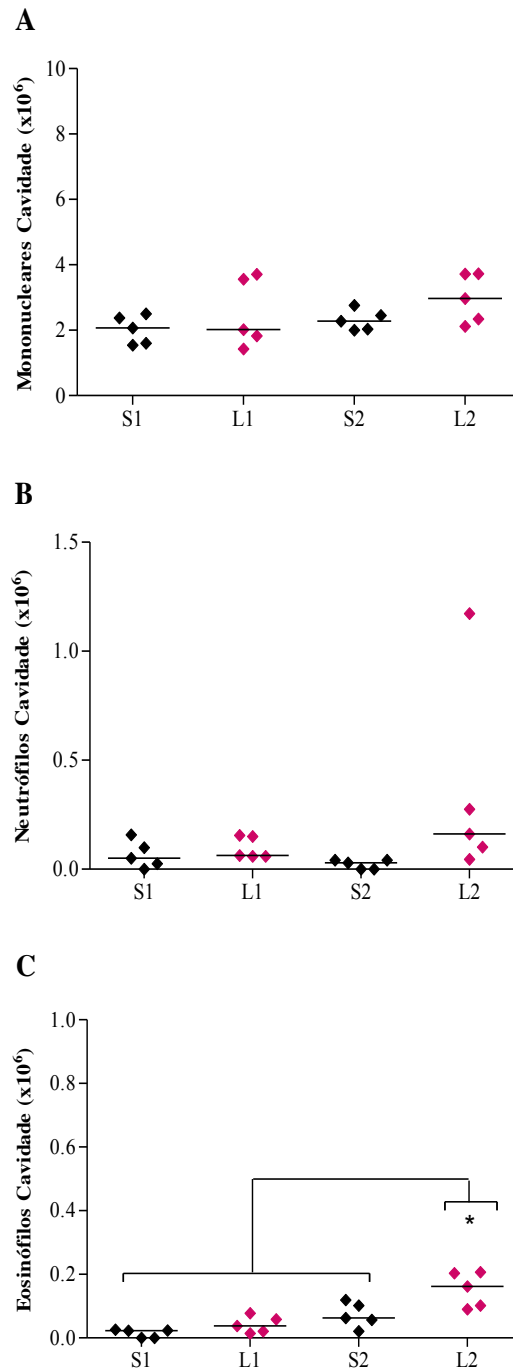 A
Mononucleares Cavidade (x10⁶)
10
8
6
4
2
0
S1 L1 S2 L2
B
Neutrófilos Cavidade (x10⁶)
1.5
1.0
0.5
0.0
S1 L1 S2 L2
C
Eosinófilos Cavidade (x10⁶)
1.0
0.8
0.6
0.4
0.2
0.0
*
S1 L1 S2 L2